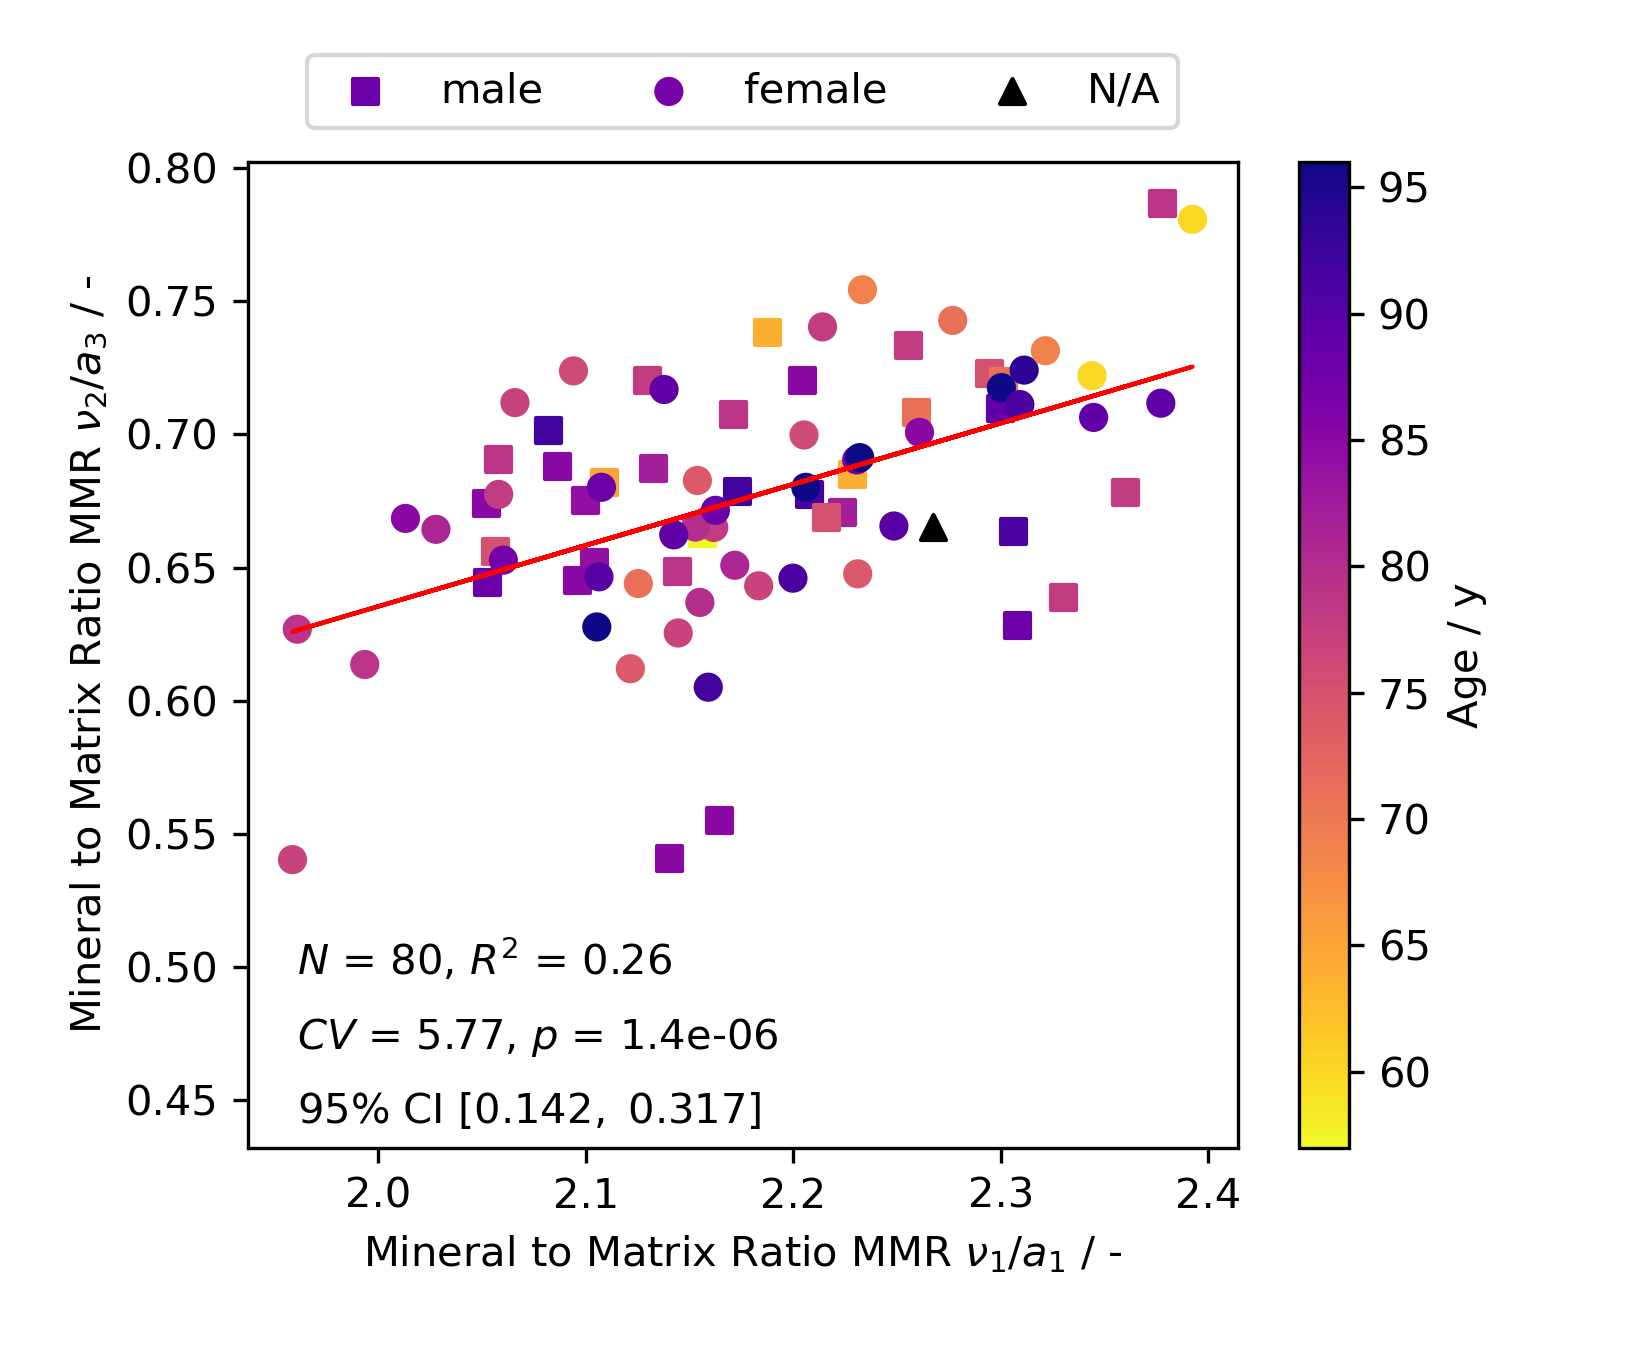 male female N/A
0.80
0.75
0.70
0.65
0.60
0.55
0.50
0.45
Mineral to Matrix Ratio MMR ν₂/a₃ / -
N = 80, R² = 0.26
CV = 5.77, p = 1.4e-06
95% CI [0.142, 0.317]
2.0 2.1 2.2 2.3 2.4
Mineral to Matrix Ratio MMR ν₁/a₁ / -
95
90
85
80
75
70
65
60
Age / y